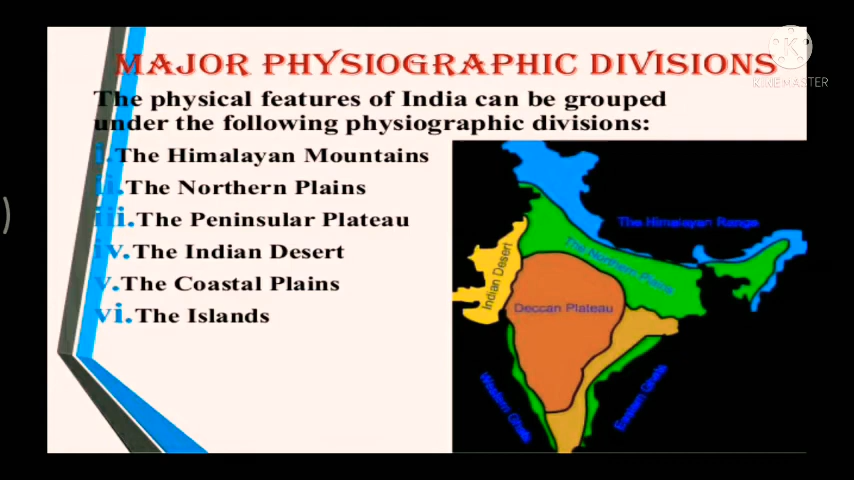 MAJOR PHYSIOGRAPHIC DIVISIONS
K
KINEMASTER
The physical features of India can be grouped
under the following physiographic divisions:
i.The Himalayan Mountains
ii.The Northern Plains
iii.The Peninsular Plateau
iv.The Indian Desert
v.The Coastal Plains
vi.The Islands
The Himalayan Range
The Northern Plains
Indian Desert
Deccan Plateau
Western Ghats
Eastern Ghats